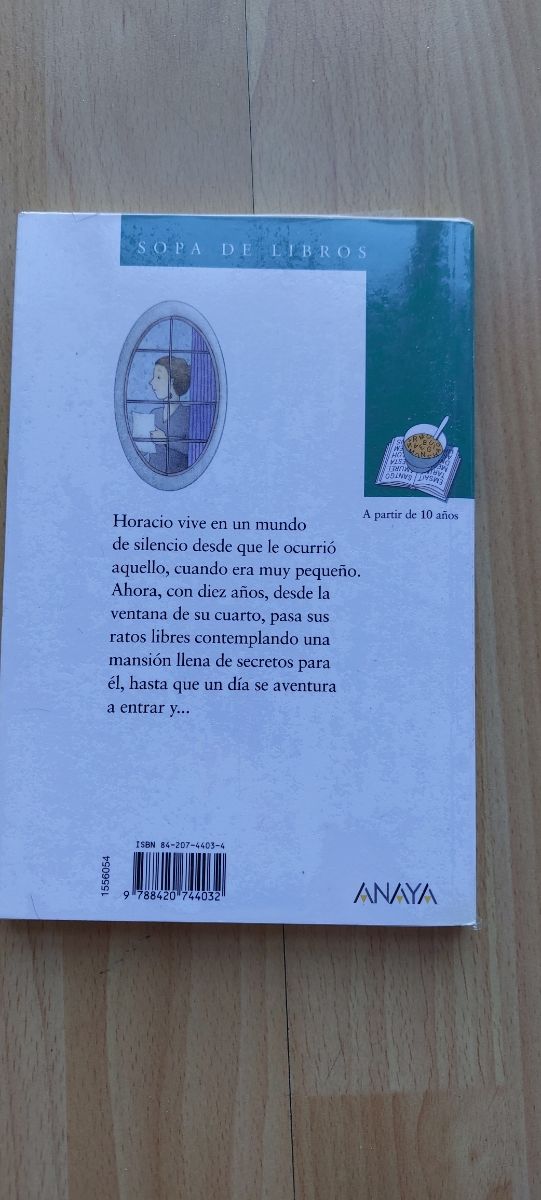 SOPA DE LIBROS
A partir de 10 años
Horacio vive en un mundo
de silencio desde que le ocurrió
aquello, cuando era muy pequeño.
Ahora, con diez años, desde la
ventana de su cuarto, pasa sus
ratos libres contemplando una
mansión llena de secretos para
él, hasta que un día se aventura
a entrar y...
ISBN 84-207-4403-4
1556054
9 788420 744032
ANAYA